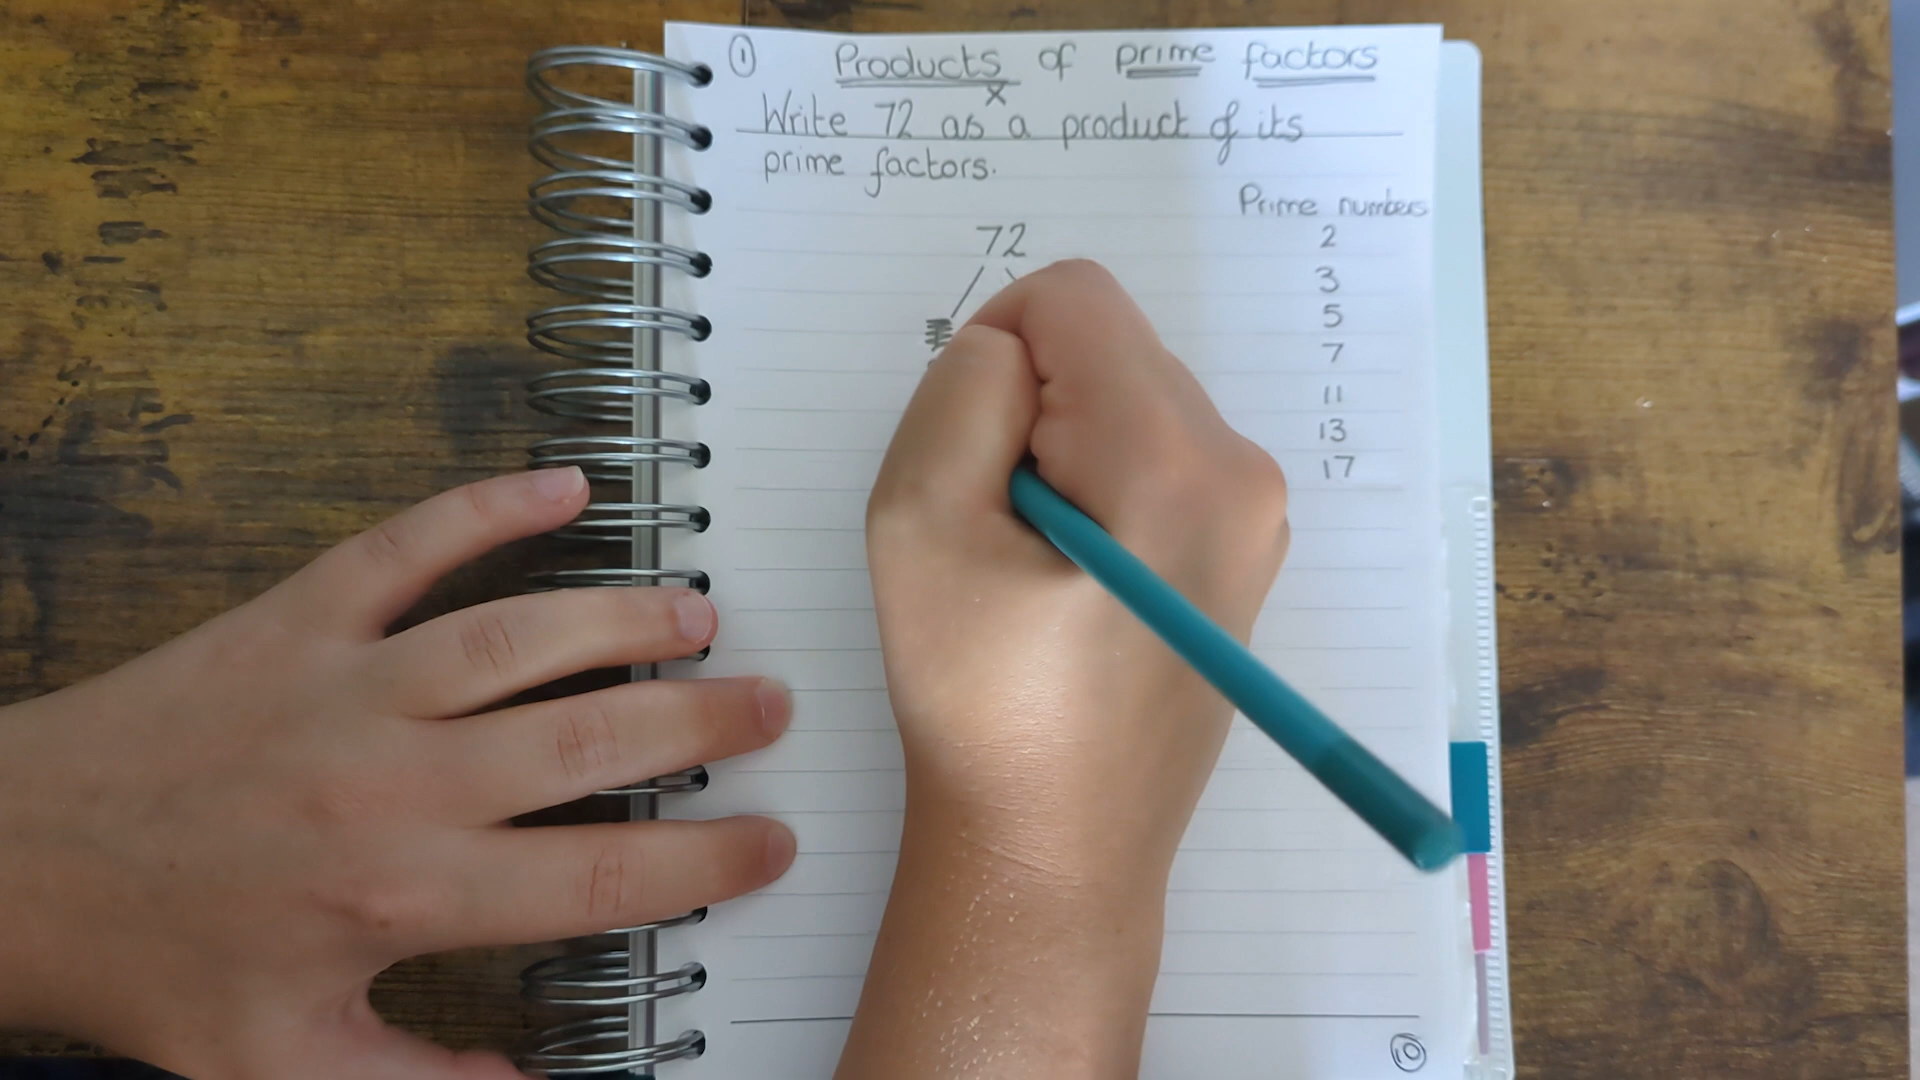 1 Products of prime factors
x
Write 72 as a product of its
prime factors.
Prime numbers
72
2
3
5
7
11
13
17
10